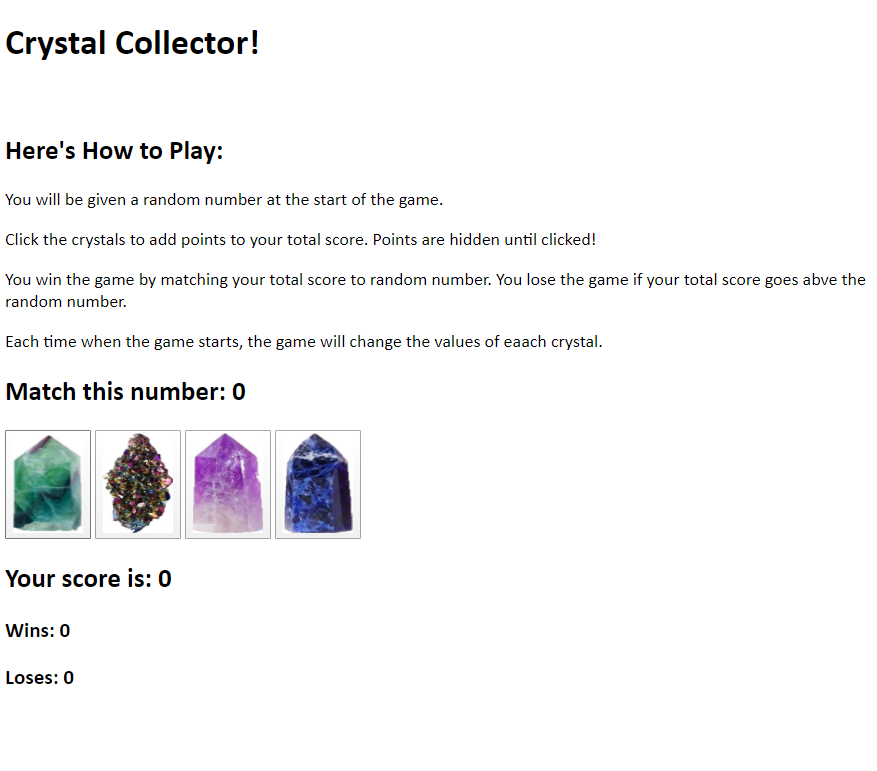 Crystal Collector!
Here's How to Play:
You will be given a random number at the start of the game.
Click the crystals to add points to your total score. Points are hidden until clicked!
You win the game by matching your total score to random number. You lose the game if your total score goes abve the
random number.
Each time when the game starts, the game will change the values of eaach crystal.
Match this number: 0
Your score is: 0
Wins: 0
Loses: 0